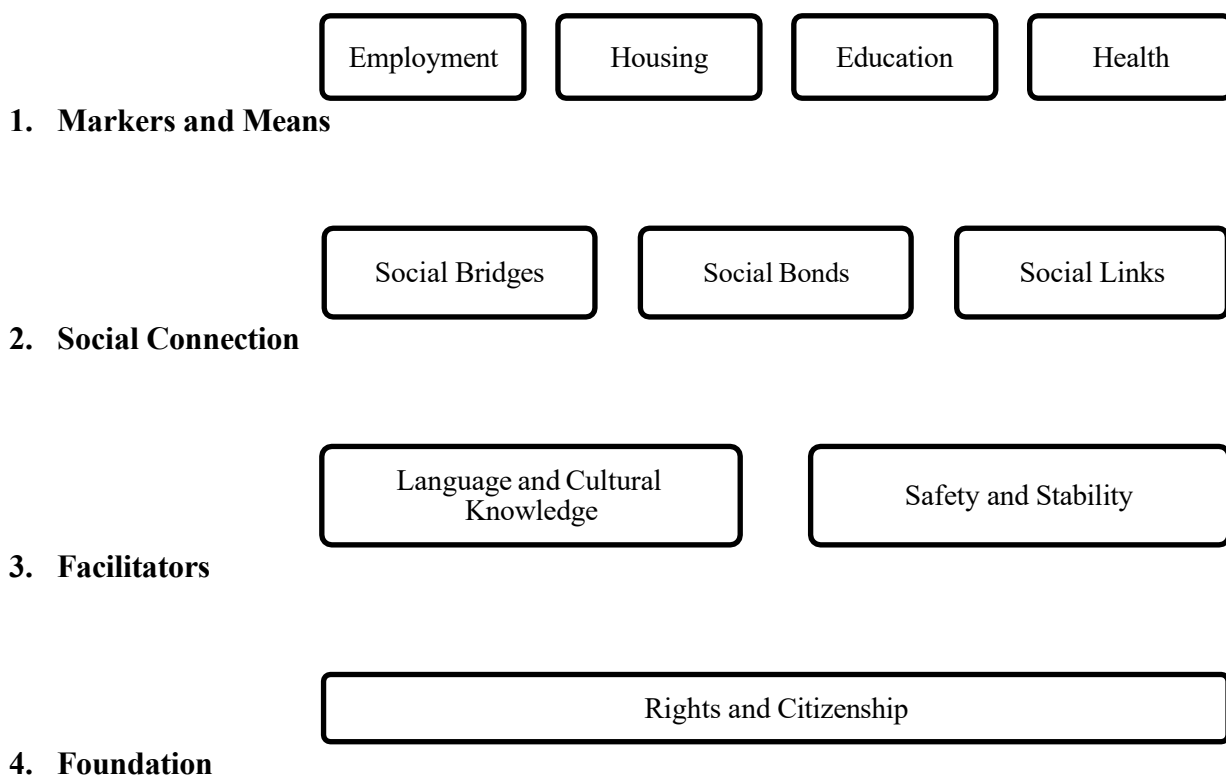 Employment
Housing
Education
Health
1. Markers and Means
Social Bridges
Social Bonds
Social Links
2. Social Connection
Language and Cultural
Knowledge
Safety and Stability
3. Facilitators
Rights and Citizenship
4. Foundation